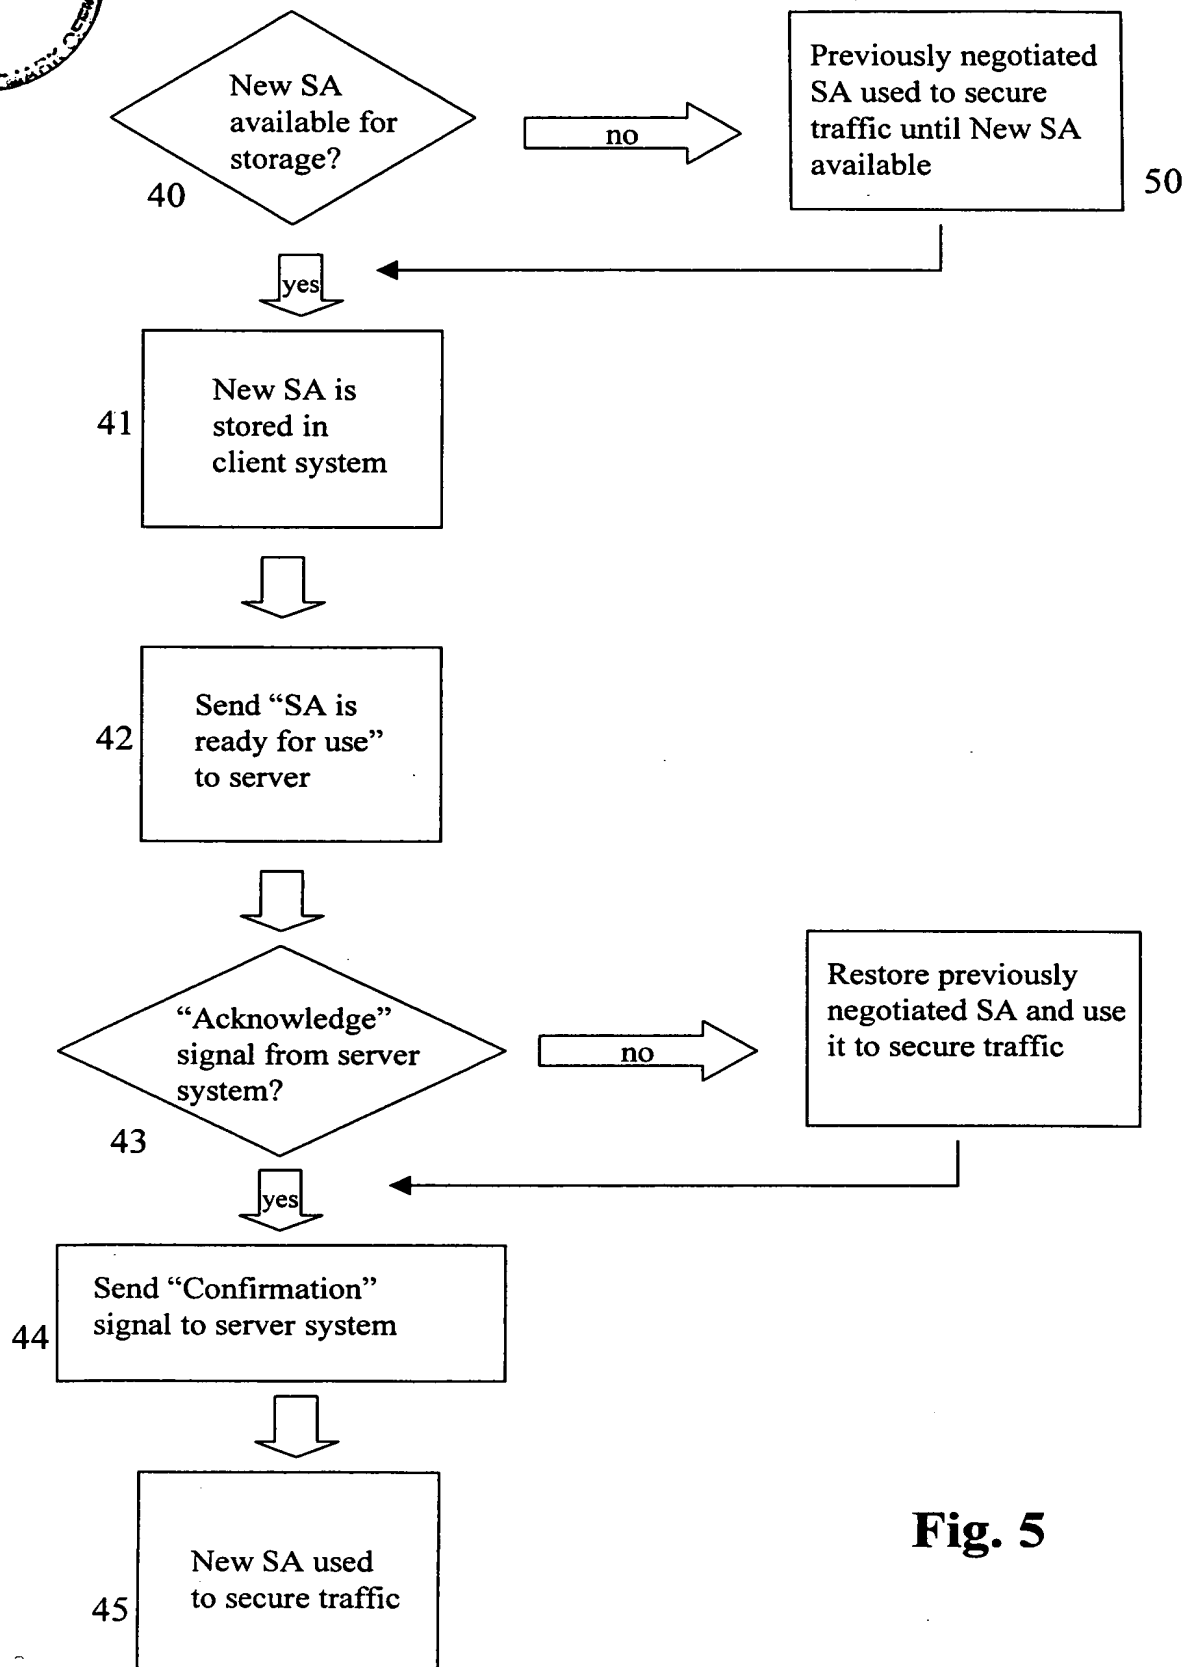 New SA
available for
storage?
40
no
Previously negotiated
SA used to secure
traffic until New SA
available
50
yes
41
New SA is
stored in
client system
42
Send “SA is
ready for use”
to server
“Acknowledge”
signal from server
system?
43
no
Restore previously
negotiated SA and use
it to secure traffic
yes
44
Send “Confirmation”
signal to server system
45
New SA used
to secure traffic
Fig. 5